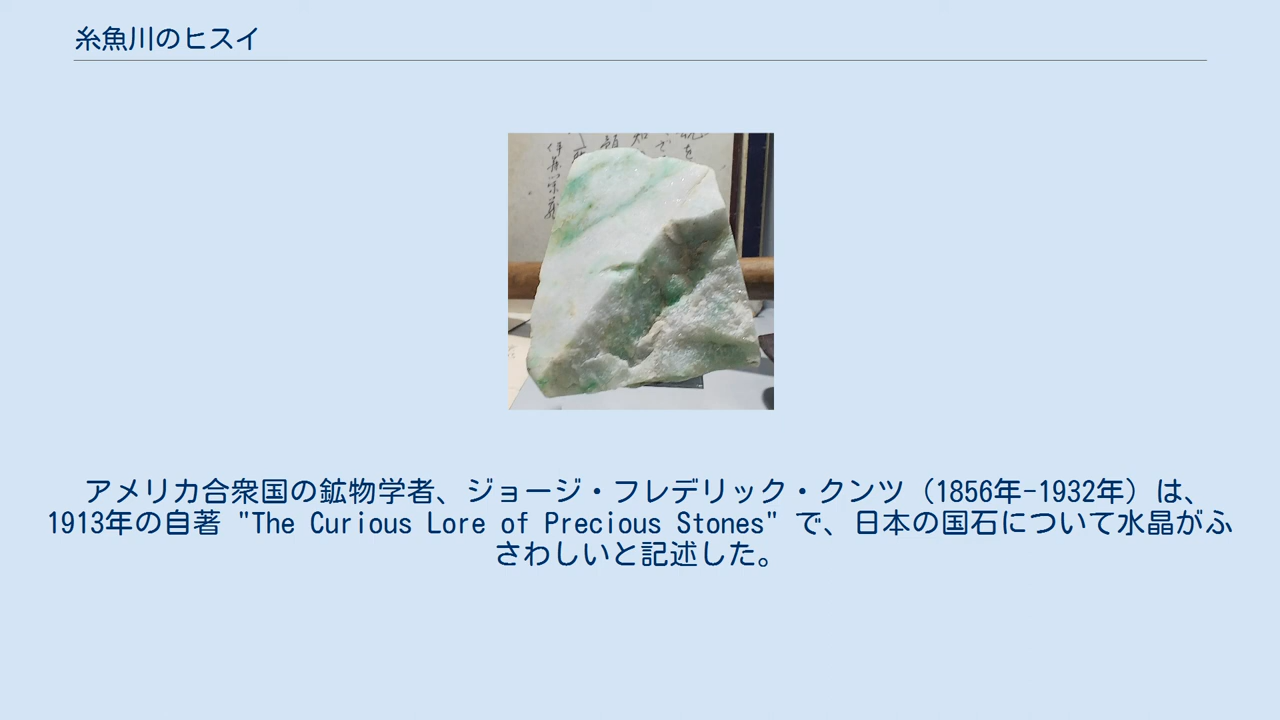 糸魚川のヒスイ
アメリカ合衆国の鉱物学者、ジョージ・フレデリック・クンツ（1856年-1932年）は、
1913年の自著 "The Curious Lore of Precious Stones" で、日本の国石について水晶がふ
さわしいと記述した。